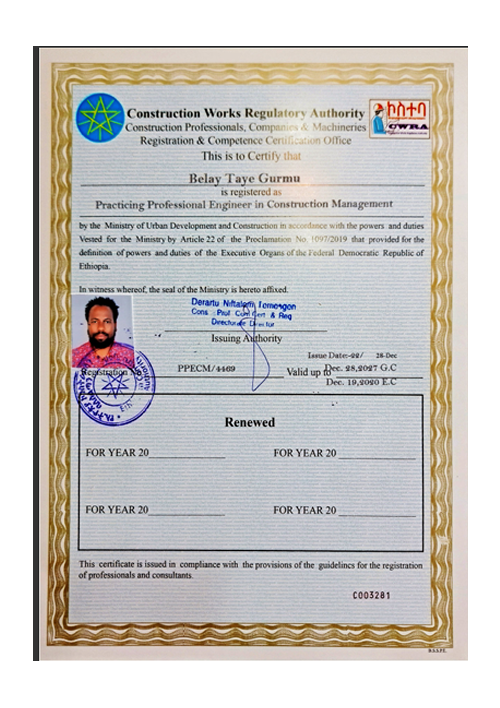 Construction Works Regulatory Authority
Construction Professionals, Companies & Machineries
Registration & Competence Certification Office
This is to Certify that
ኮስተባ
CWRA
Belay Taye Gurmu
is registered as
Practicing Professional Engineer in Construction Management
by the Ministry of Urban Development and Construction in accordance with the powers and duties
Vested for the Ministry by Article 22 of the Proclamation No. 1097/2019 that provided for the
definition of powers and duties of the Executive Organs of the Federal Democratic Republic of
Ethiopia.
In witness whereof, the seal of the Ministry is hereto affixed.
Derartu Niftalem Temesgen
Cons Prof Com Cert & Reg
Directorate Director
Issuing Authority
Issue Date:-22/ 28-Dec
Registration PPECM/4469 Valid up to Dec. 28,2027 G.C
Dec. 19,2020 E.C
Renewed
FOR YEAR 20 FOR YEAR 20
FOR YEAR 20 FOR YEAR 20
This certificate is issued in compliance with the provisions of the guidelines for the registration
of professionals and consultants.
C003281
B.S.S.P.E.